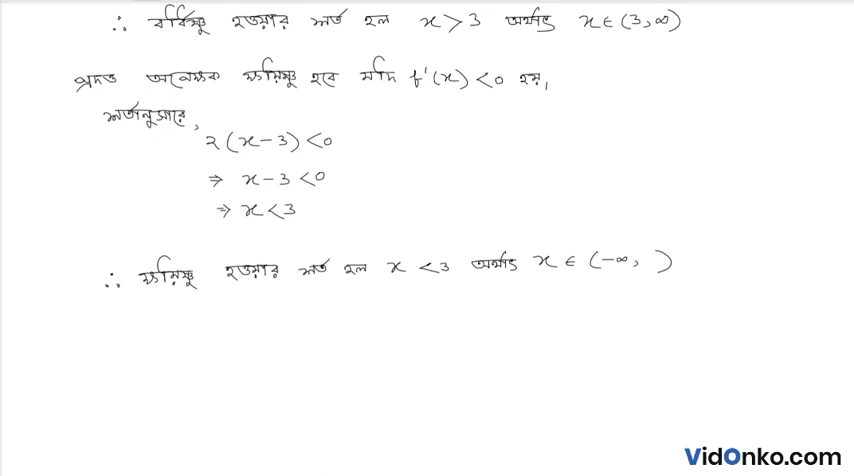 ∴ বর্ধিষ্ণু হওয়ার শর্ত হল x > 3 অর্থাৎ x ∈ (3, ∞)
প্রদত্ত অপেক্ষক ক্ষয়িষ্ণু হবে যদি f'(x) < 0 হয়,
শর্তানুসারে,
2(x - 3) < 0
⇒ x - 3 < 0
⇒ x < 3
∴ ক্ষয়িষ্ণু হওয়ার শর্ত হল x < 3 অর্থাৎ x ∈ (-∞, )
VidOnko.com